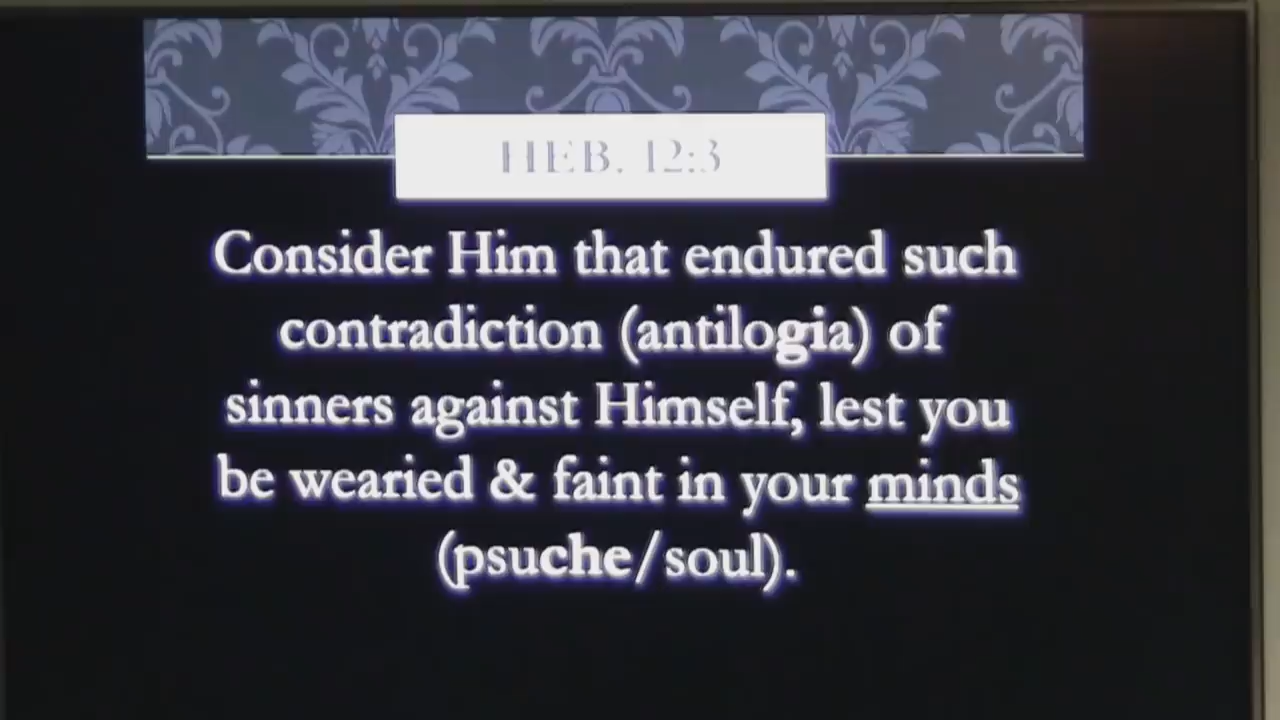 HEB. 12:3
Consider Him that endured such
contradiction (antilogia) of
sinners against Himself, lest you
be wearied & faint in your minds
(psuche/soul).